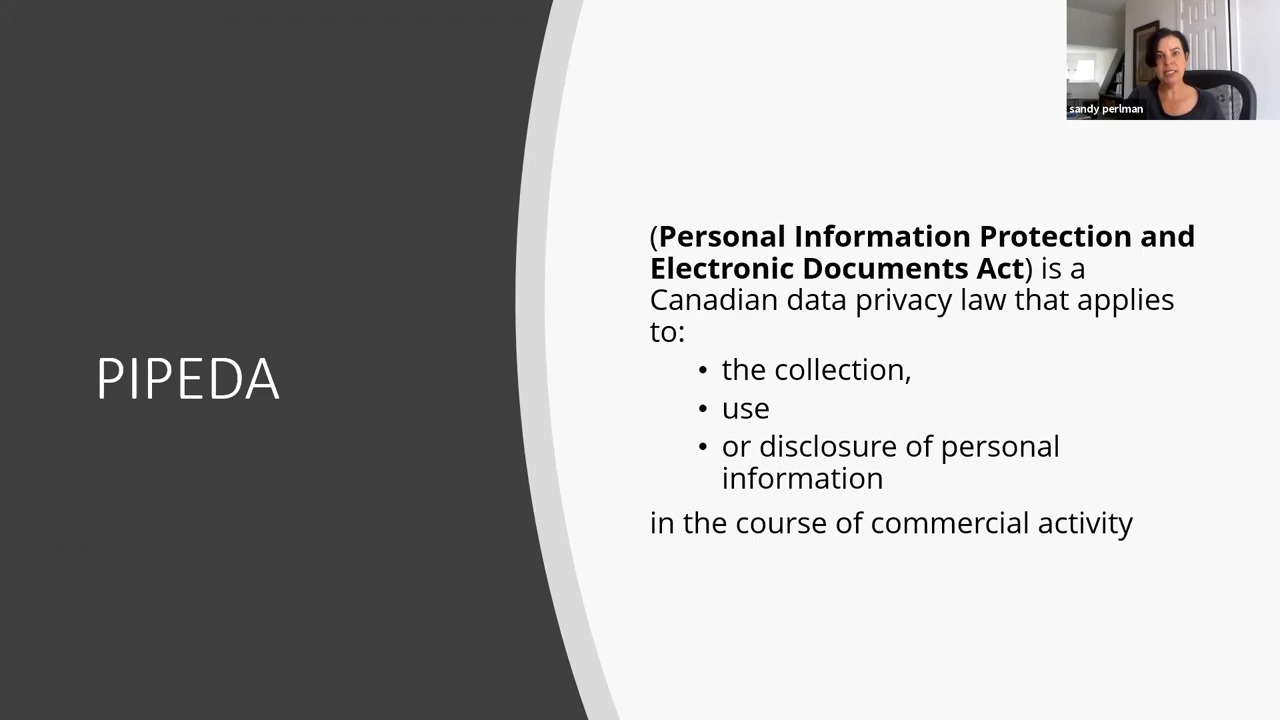 sandy perlman
PIPEDA
(Personal Information Protection and
Electronic Documents Act) is a
Canadian data privacy law that applies
to:
• the collection,
• use
• or disclosure of personal
information
in the course of commercial activity